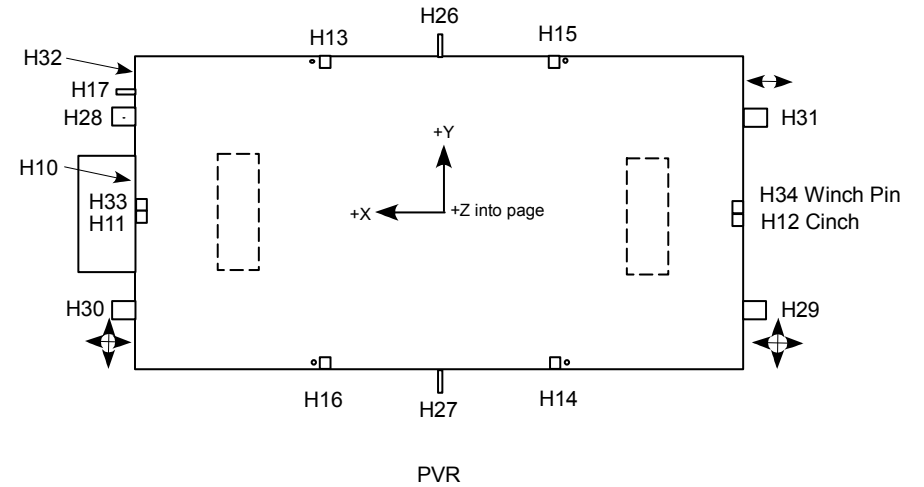 H26
H13
H15
H32
H17
H28
H31
+Y
H10
H33
H34 Winch Pin
+X
+Z into page
H11
H12 Cinch
H30
H29
H16
H27
H14
PVR